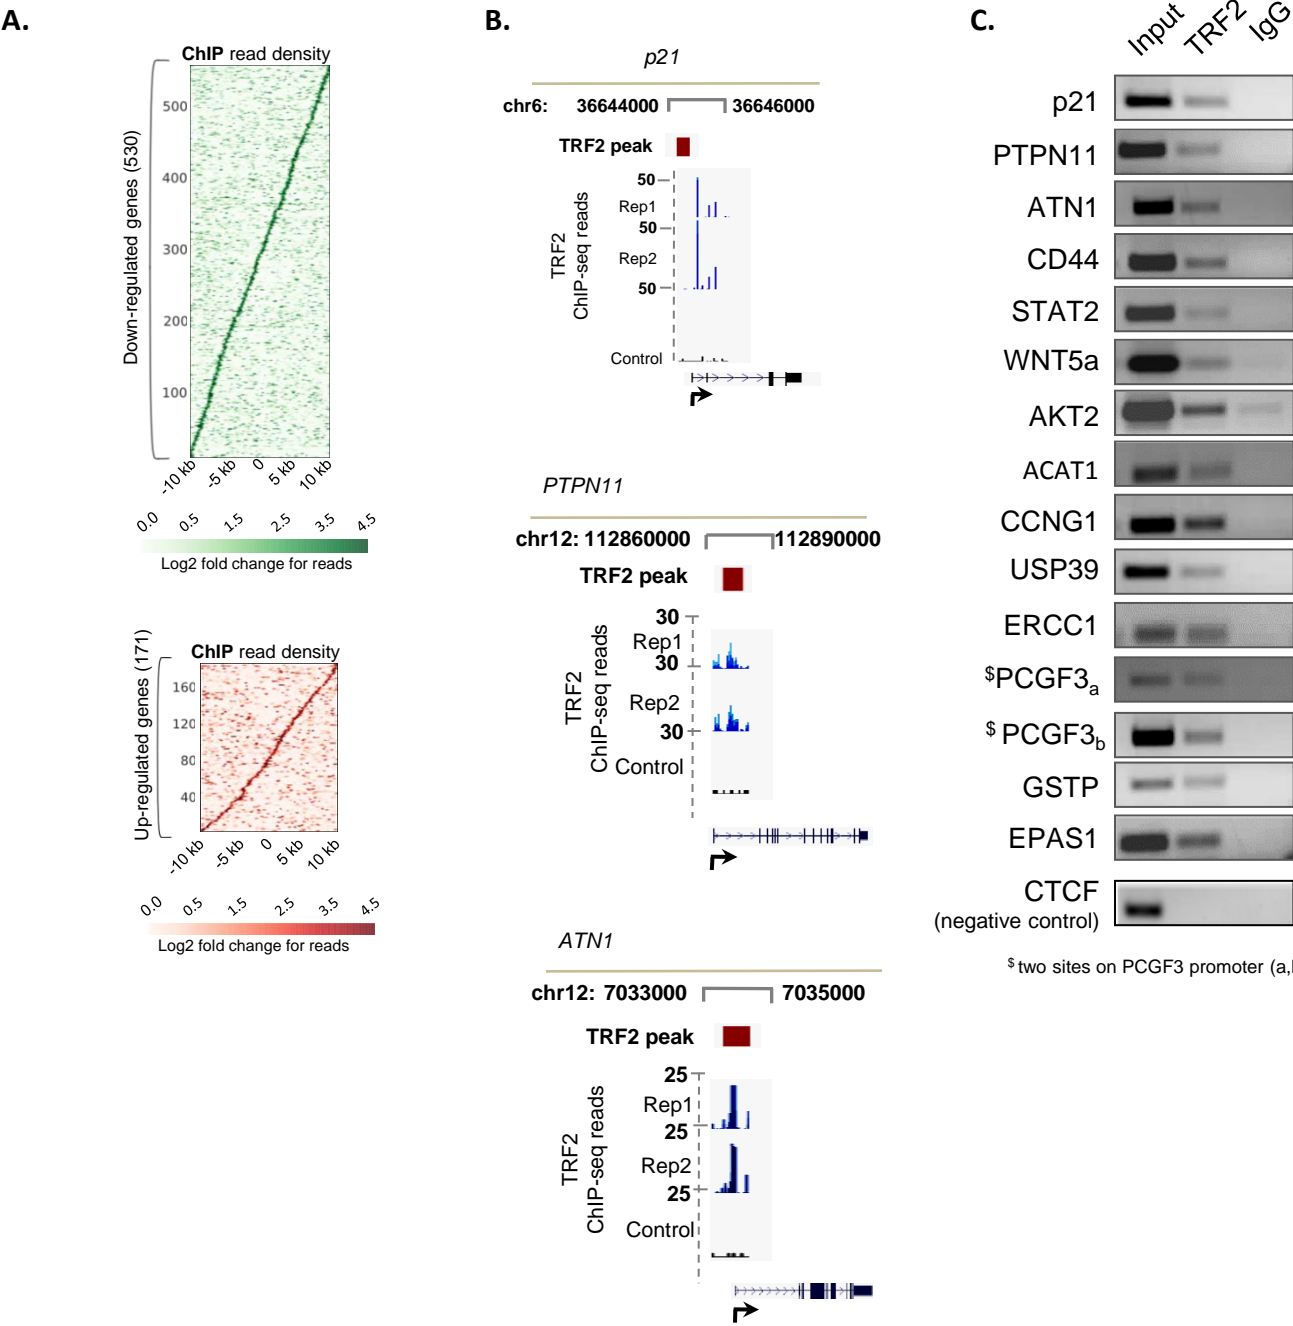 A.
ChIP read density
Down-regulated genes (530)
500
400
300
200
100
-10 kb
-5 kb
0
5 kb
10 kb
0.0
0.5
1.5
2.5
3.5
4.5
Log2 fold change for reads
Up-regulated genes (171)
ChIP read density
160
120
80
40
-10 kb
-5 kb
0
5 kb
10 kb
0.0
0.5
1.5
2.5
3.5
4.5
Log2 fold change for reads
B.
p21
chr6: 36644000 36646000
TRF2 peak
TRF2
ChIP-seq reads
50
Rep1
50
Rep2
50
Control
PTPN11
chr12: 112860000 112890000
TRF2 peak
TRF2
ChIP-seq reads
30
Rep1
30
Rep2
30
Control
ATN1
chr12: 7033000 7035000
TRF2 peak
TRF2
ChIP-seq reads
25
Rep1
25
Rep2
25
Control
C.
Input TRF2 IgG
p21
PTPN11
ATN1
CD44
STAT2
WNT5a
AKT2
ACAT1
CCNG1
USP39
ERCC1
$PCGF3a
$ PCGF3b
GSTP
EPAS1
CTCF
(negative control)
$ two sites on PCGF3 promoter (a,